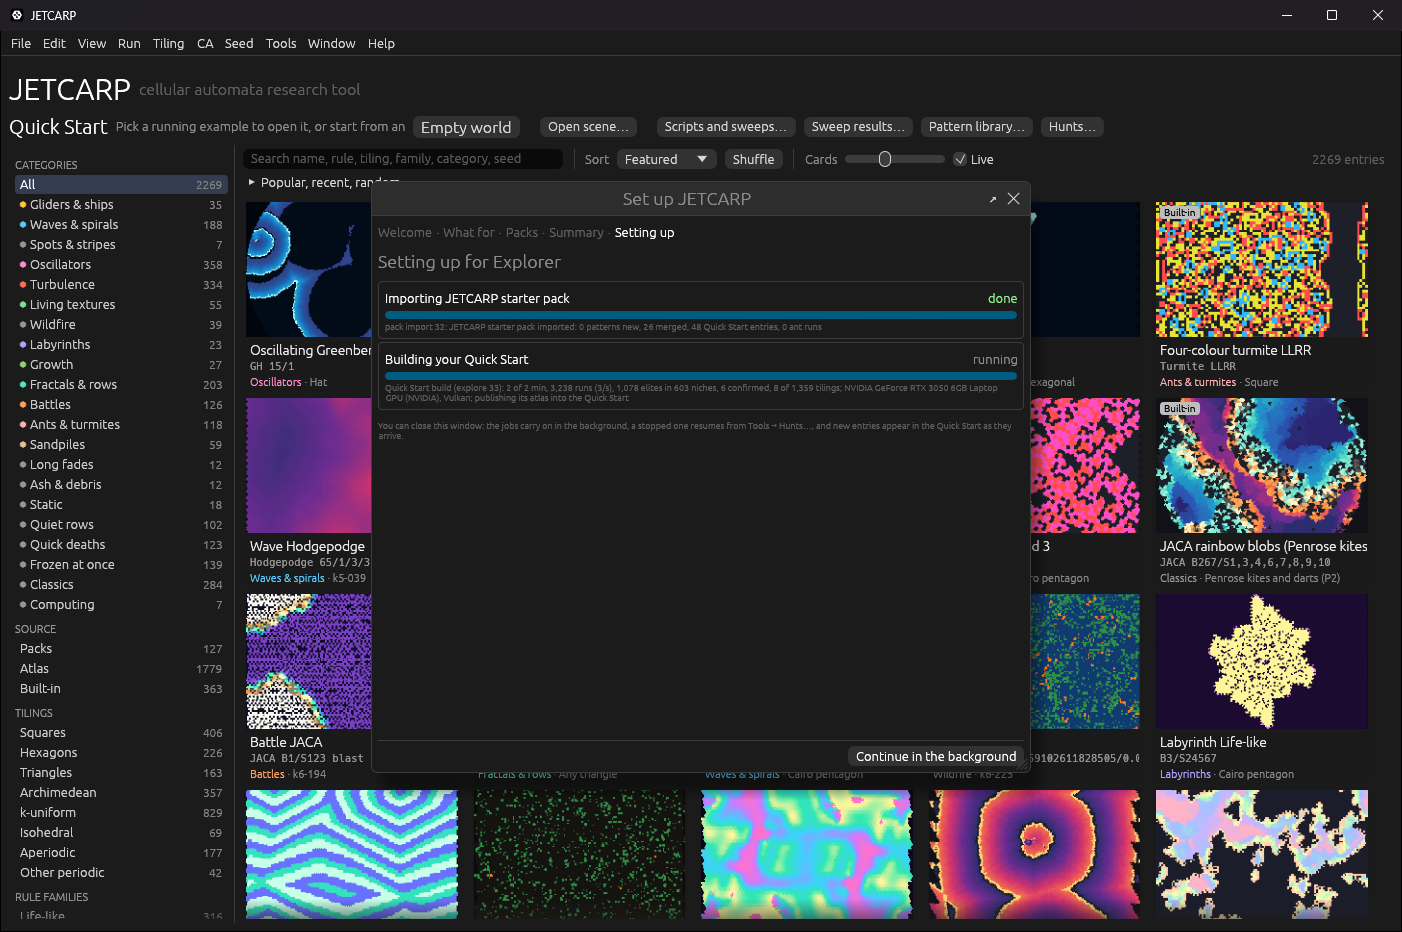 JETCARP
File Edit View Run Tiling CA Seed Tools Window Help
JETCARP cellular automata research tool
Quick Start Pick a running example to open it, or start from an Empty world Open scene... Scripts and sweeps... Sweep results... Pattern library... Hunts...
CATEGORIES
All 2269
Gliders & ships 35
Waves & spirals 188
Spots & stripes 7
Oscillators 358
Turbulence 334
Living textures 55
Wildfire 39
Labyrinths 23
Growth 27
Fractals & rows 203
Battles 126
Ants & turmites 118
Sandpiles 59
Long fades 12
Ash & debris 12
Static 18
Quiet rows 102
Quick deaths 123
Frozen at once 139
Classics 284
Computing 7
SOURCE
Packs 127
Atlas 1779
Built-in 363
TILINGS
Squares 406
Hexagons 226
Triangles 163
Archimedean 357
k-uniform 829
Isohedral 69
Aperiodic 177
Other periodic 42
RULE FAMILIES
Life-like 316
Search name, rule, tiling, family, category, seed Sort Featured Shuffle Cards Live 2269 entries
Popular, recent, random
Set up JETCARP
Welcome · What for · Packs · Summary · Setting up
Setting up for Explorer
Importing JETCARP starter pack done
pack import 32: JETCARP starter pack imported: 0 patterns new, 26 merged, 48 Quick Start entries, 0 ant runs
Building your Quick Start running
Quick Start build (explore 33): 2 of 2 min, 3,238 runs (3/s), 1,078 elites in 603 niches, 6 confirmed, 8 of 1,359 tilings; NVIDIA GeForce RTX 3050 6GB Laptop
GPU (NVIDIA), Vulkan; publishing its atlas into the Quick Start
You can close this window: the jobs carry on in the background, a stopped one resumes from Tools → Hunts..., and new entries appear in the Quick Start as they
arrive.
Continue in the background
Oscillating Greenber
GH 15/1
Oscillators · Hat
exagonal
Built-in
Four-colour turmite LLRR
Turmite LLRR
Ants & turmites · Square
Wave Hodgepodge
Hodgepodge 65/1/3/3
Waves & spirals · k5-039
d 3
ro pentagon
Built-in
JACA rainbow blobs (Penrose kites
JACA B267/S1,3,4,6,7,8,9,10
Classics · Penrose kites and darts (P2)
Battle JACA
JACA B1/S123 blast
Battles · k6-194
Fractals & rows · Any triangle
Waves & spirals · Cairo pentagon
59102611828505/0.0
Wildfire · k6-225
Labyrinth Life-like
B3/S24567
Labyrinths · Cairo pentagon